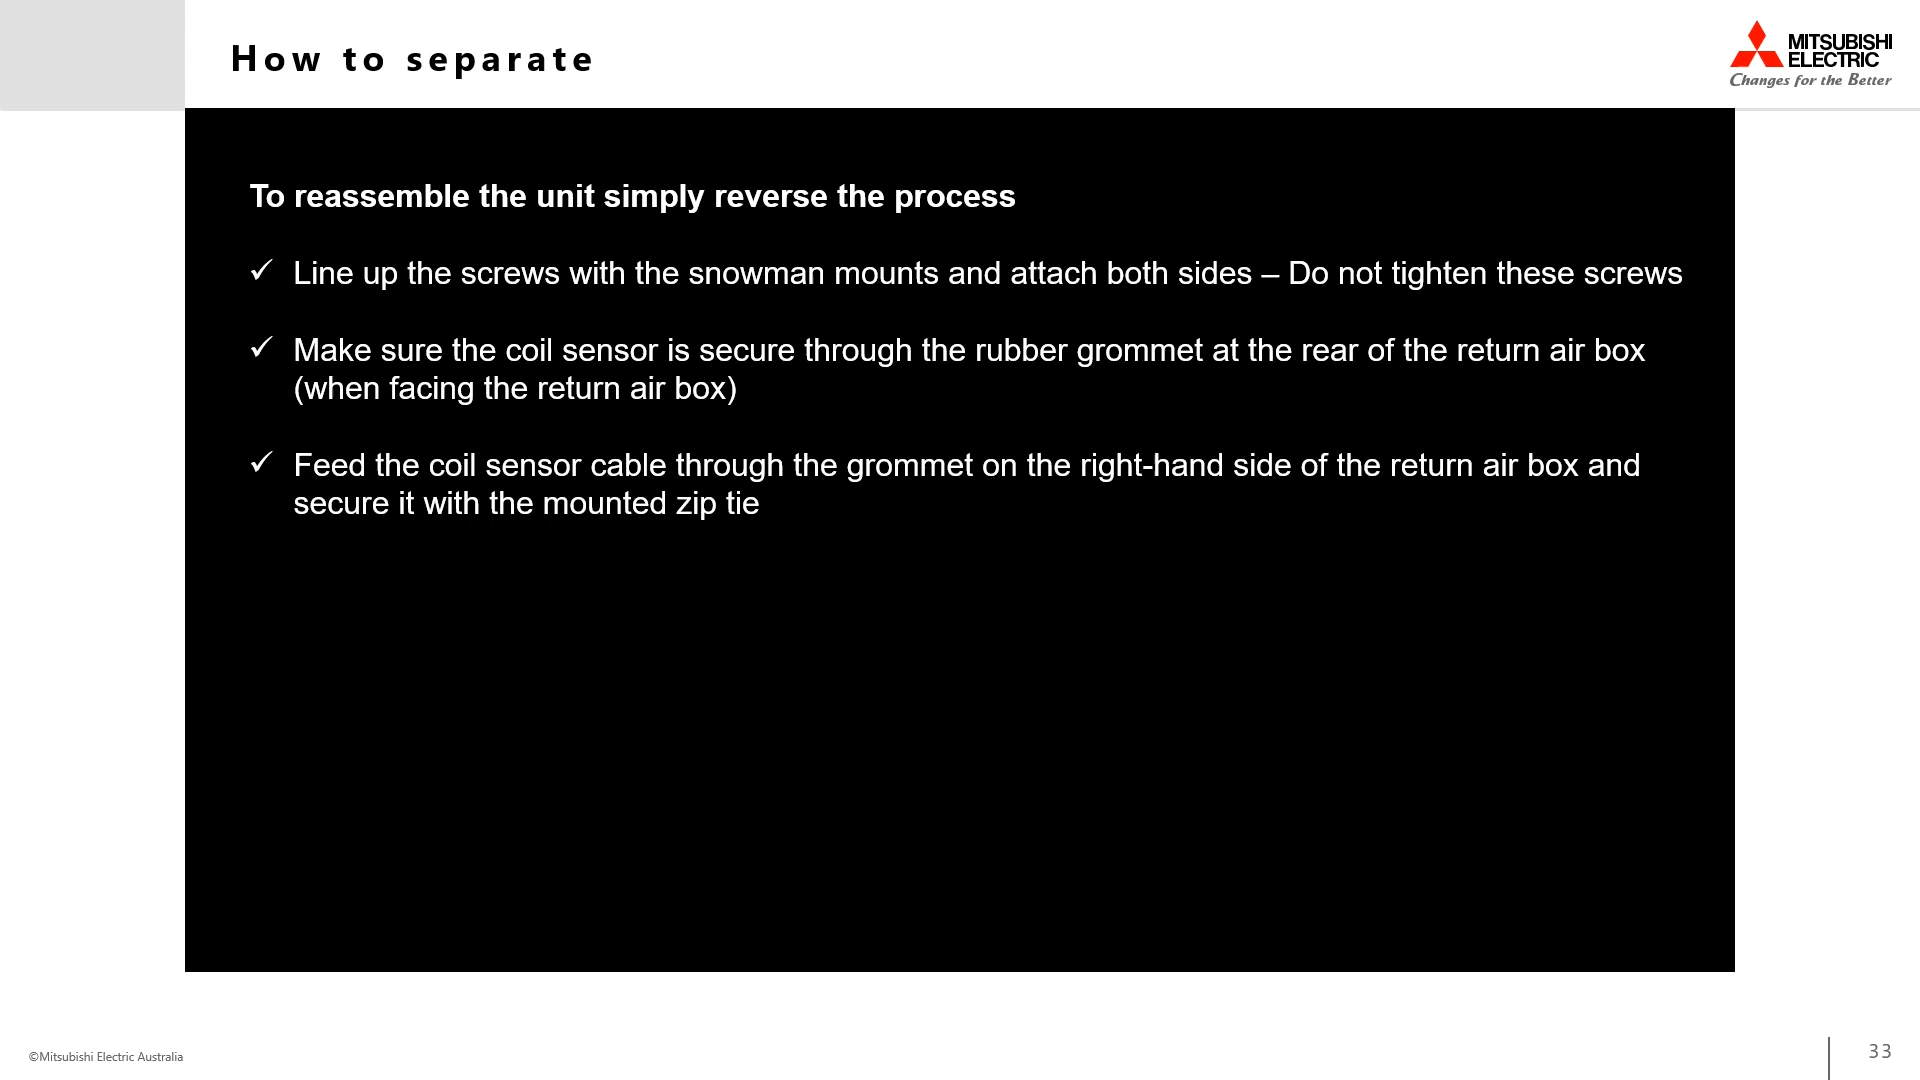 How to separate
MITSUBISHI
ELECTRIC
Changes for the Better
To reassemble the unit simply reverse the process
✓ Line up the screws with the snowman mounts and attach both sides – Do not tighten these screws
✓ Make sure the coil sensor is secure through the rubber grommet at the rear of the return air box
(when facing the return air box)
✓ Feed the coil sensor cable through the grommet on the right-hand side of the return air box and
secure it with the mounted zip tie
©Mitsubishi Electric Australia
33